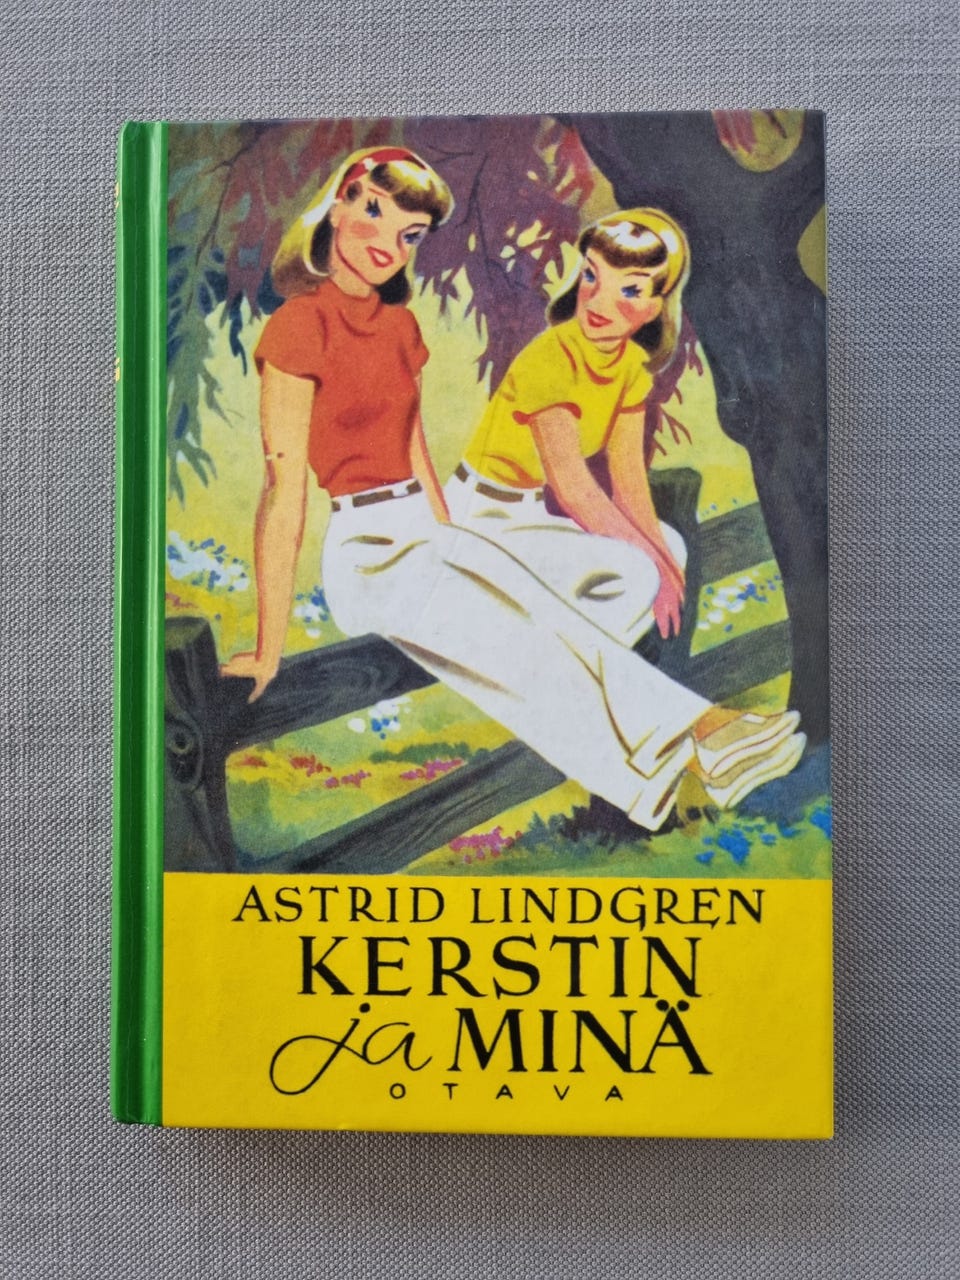 ASTRID LINDGREN
KERSTIN
ja MINÄ
OTAVA